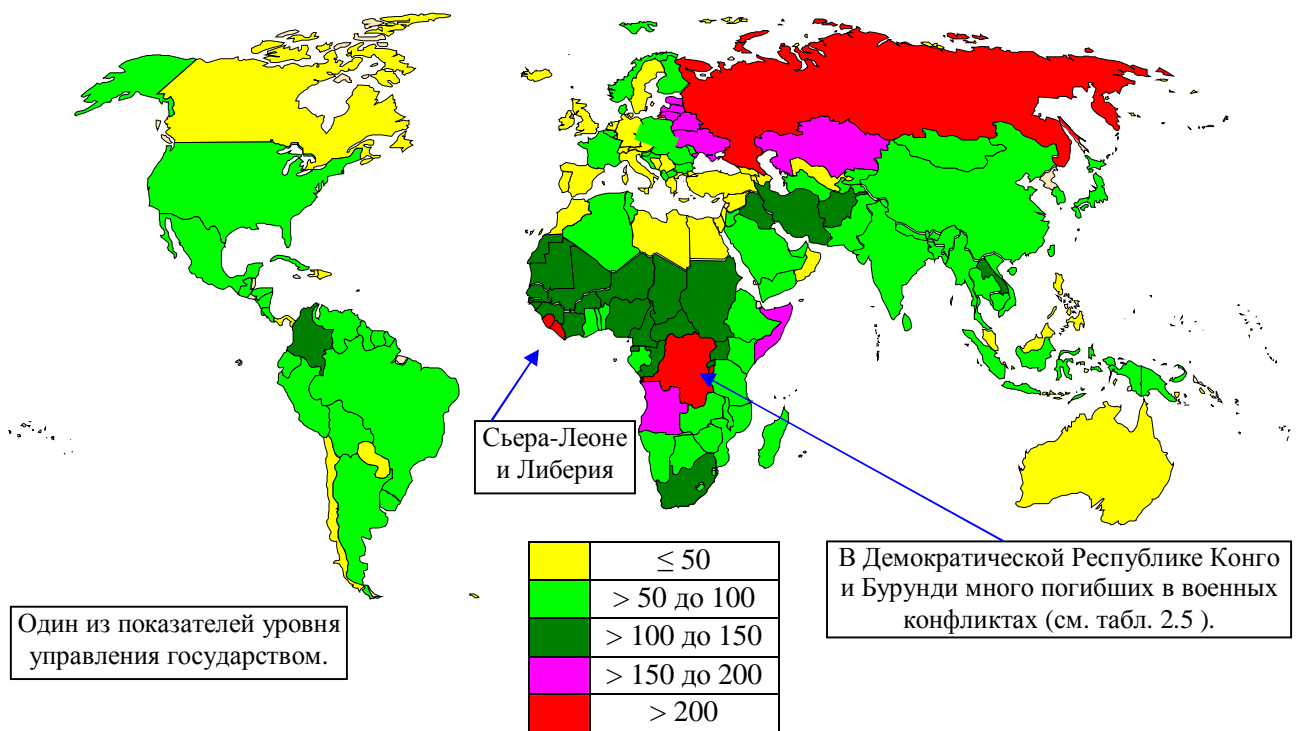 Сьера-Леоне
и Либерия
≤ 50
> 50 до 100
> 100 до 150
> 150 до 200
> 200
В Демократической Республике Конго
и Бурунди много погибших в военных
конфликтах (см. табл. 2.5 ).
Один из показателей уровня
управления государством.